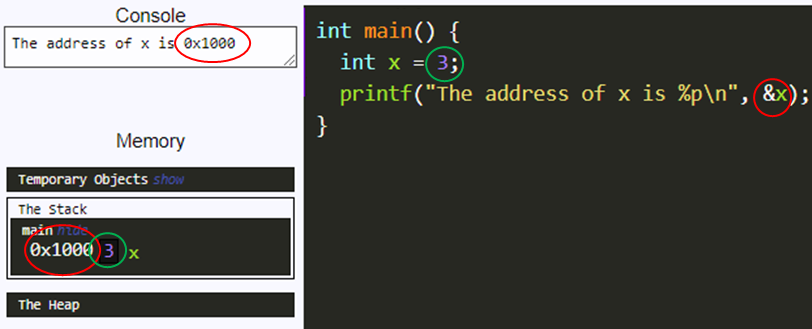 Console
The address of x is 0x1000
Memory
Temporary Objects show
The Stack
main hide
0x1000 3 x
The Heap
int main() {
int x = 3;
printf("The address of x is %p\n", &x);
}